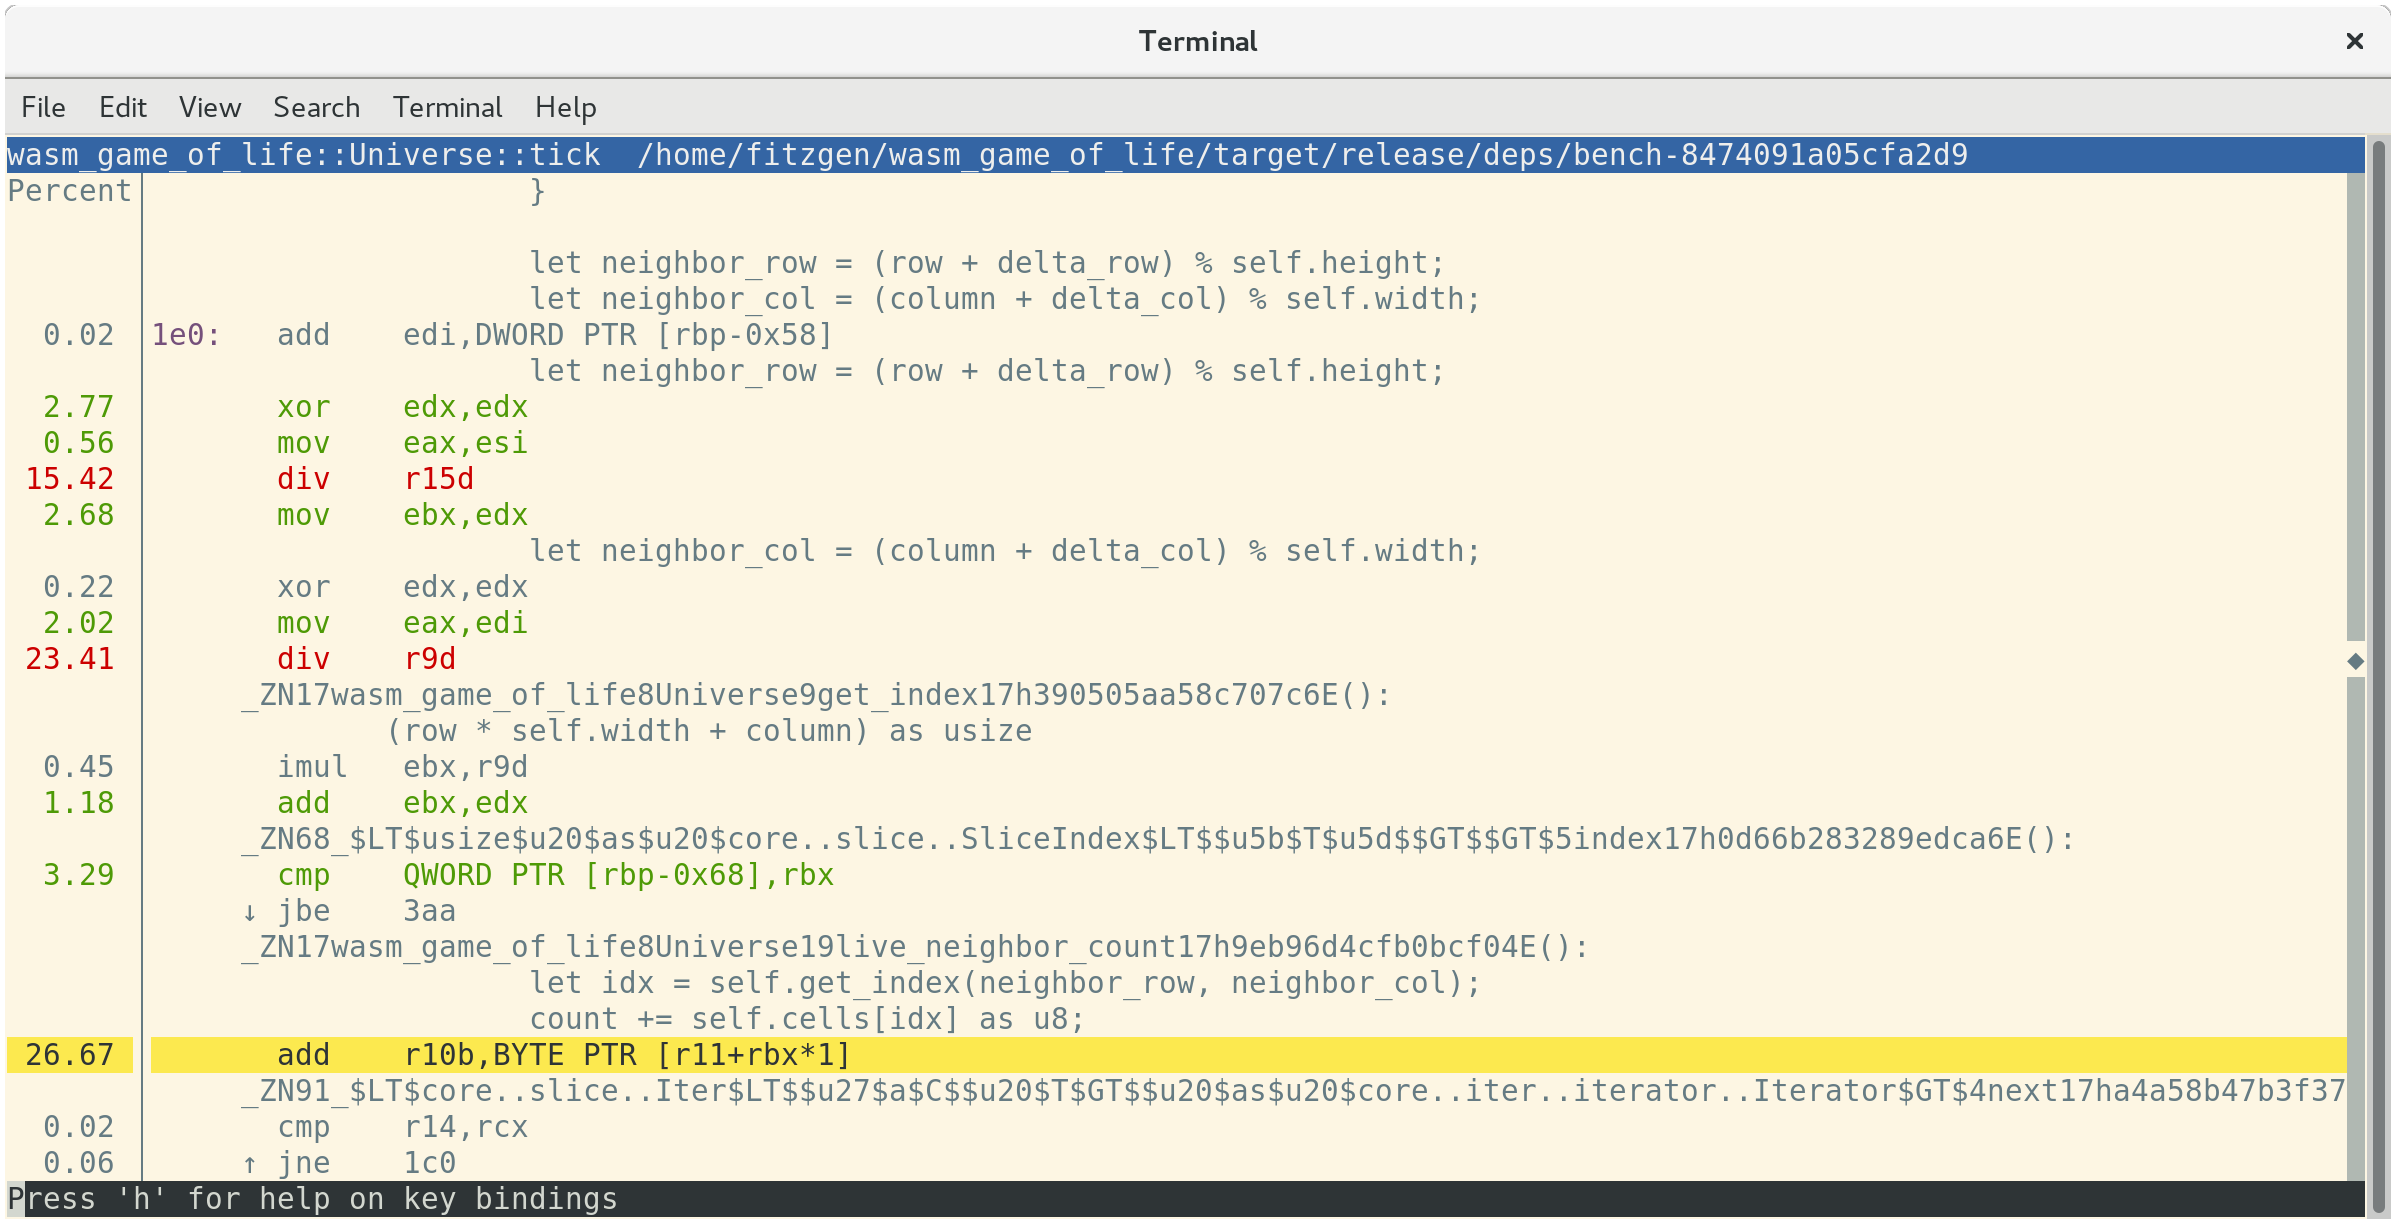 Terminal
File Edit View Search Terminal Help
wasm_game_of_life::Universe::tick  /home/fitzgen/wasm_game_of_life/target/release/deps/bench-8474091a05cfa2d9
Percent                      }
                             let neighbor_row = (row + delta_row) % self.height;
                             let neighbor_col = (column + delta_col) % self.width;
  0.02  1e0:   add    edi,DWORD PTR [rbp-0x58]
                             let neighbor_row = (row + delta_row) % self.height;
  2.77         xor    edx,edx
  0.56         mov    eax,esi
 15.42         div    r15d
  2.68         mov    ebx,edx
                             let neighbor_col = (column + delta_col) % self.width;
  0.22         xor    edx,edx
  2.02         mov    eax,edi
 23.41         div    r9d
             _ZN17wasm_game_of_life8Universe9get_index17h390505aa58c707c6E():
                     (row * self.width + column) as usize
  0.45         imul   ebx,r9d
  1.18         add    ebx,edx
             _ZN68_$LT$usize$u20$as$u20$core..slice..SliceIndex$LT$$u5b$T$u5d$$GT$$GT$5index17h0d66b283289edca6E():
  3.29         cmp    QWORD PTR [rbp-0x68],rbx
             ↓ jbe    3aa
             _ZN17wasm_game_of_life8Universe19live_neighbor_count17h9eb96d4cfb0bcf04E():
                             let idx = self.get_index(neighbor_row, neighbor_col);
                             count += self.cells[idx] as u8;
 26.67         add    r10b,BYTE PTR [r11+rbx*1]
             _ZN91_$LT$core..slice..Iter$LT$$u27$a$C$$u20$T$GT$$u20$as$u20$core..iter..iterator..Iterator$GT$4next17ha4a58b47b3f37
  0.02         cmp    r14,rcx
  0.06       ↑ jne    1c0
Press 'h' for help on key bindings